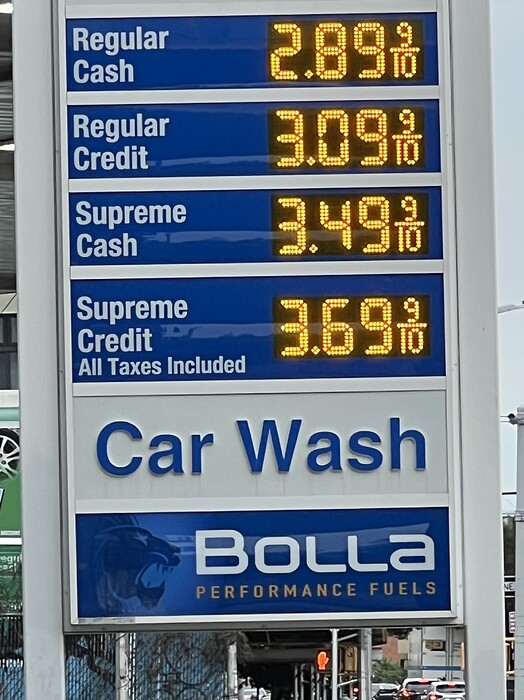 Regular
Cash
2.89 9/10
Regular
Credit
3.09 9/10
Supreme
Cash
3.49 9/10
Supreme
Credit
All Taxes Included
3.69 9/10
Car Wash
BOLLA
PERFORMANCE FUELS